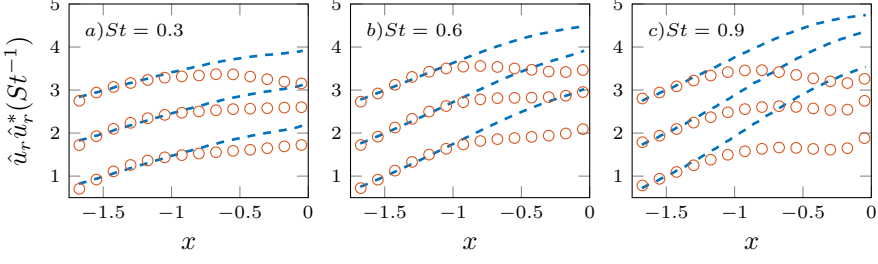 5
4
3
2
1
û_r û_r^*(St^{-1})
a)St = 0.3
b)St = 0.6
c)St = 0.9
−1.5 −1 −0.5 0 −1.5 −1 −0.5 0 −1.5 −1 −0.5 0
x x x